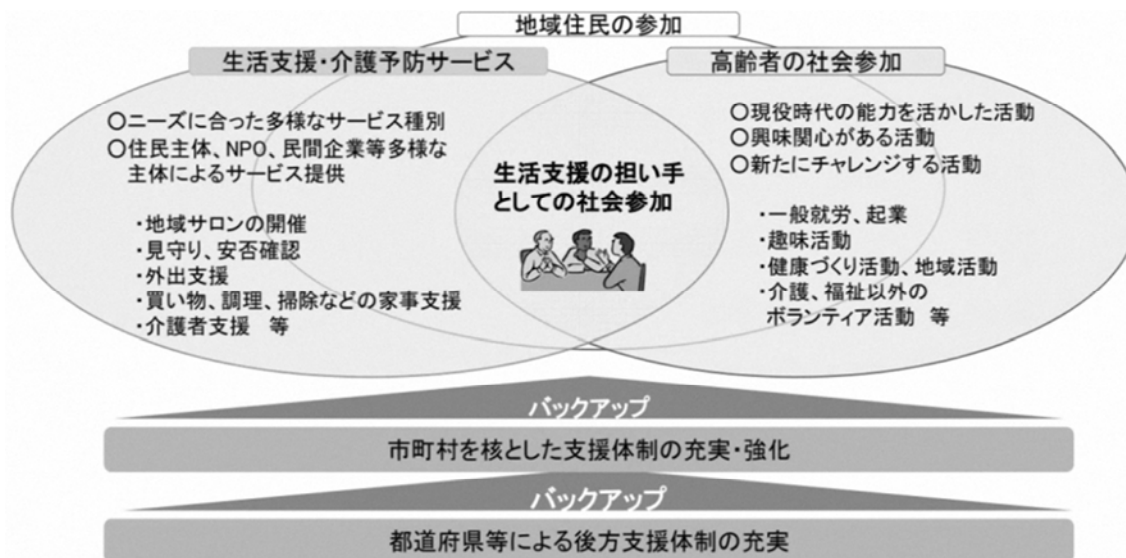 地域住民の参加
生活支援・介護予防サービス
〇ニーズに合った多様なサービス種別
〇住民主体、NPO、民間企業等多様な
主体によるサービス提供
・地域サロンの開催
・見守り、安否確認
・外出支援
・買い物、調理、掃除などの家事支援
・介護者支援　等
生活支援の担い手
としての社会参加
高齢者の社会参加
〇現役時代の能力を活かした活動
〇興味関心がある活動
〇新たにチャレンジする活動
・一般就労、起業
・趣味活動
・健康づくり活動、地域活動
・介護、福祉以外の
ボランティア活動　等
バックアップ
市町村を核とした支援体制の充実・強化
バックアップ
都道府県等による後方支援体制の充実